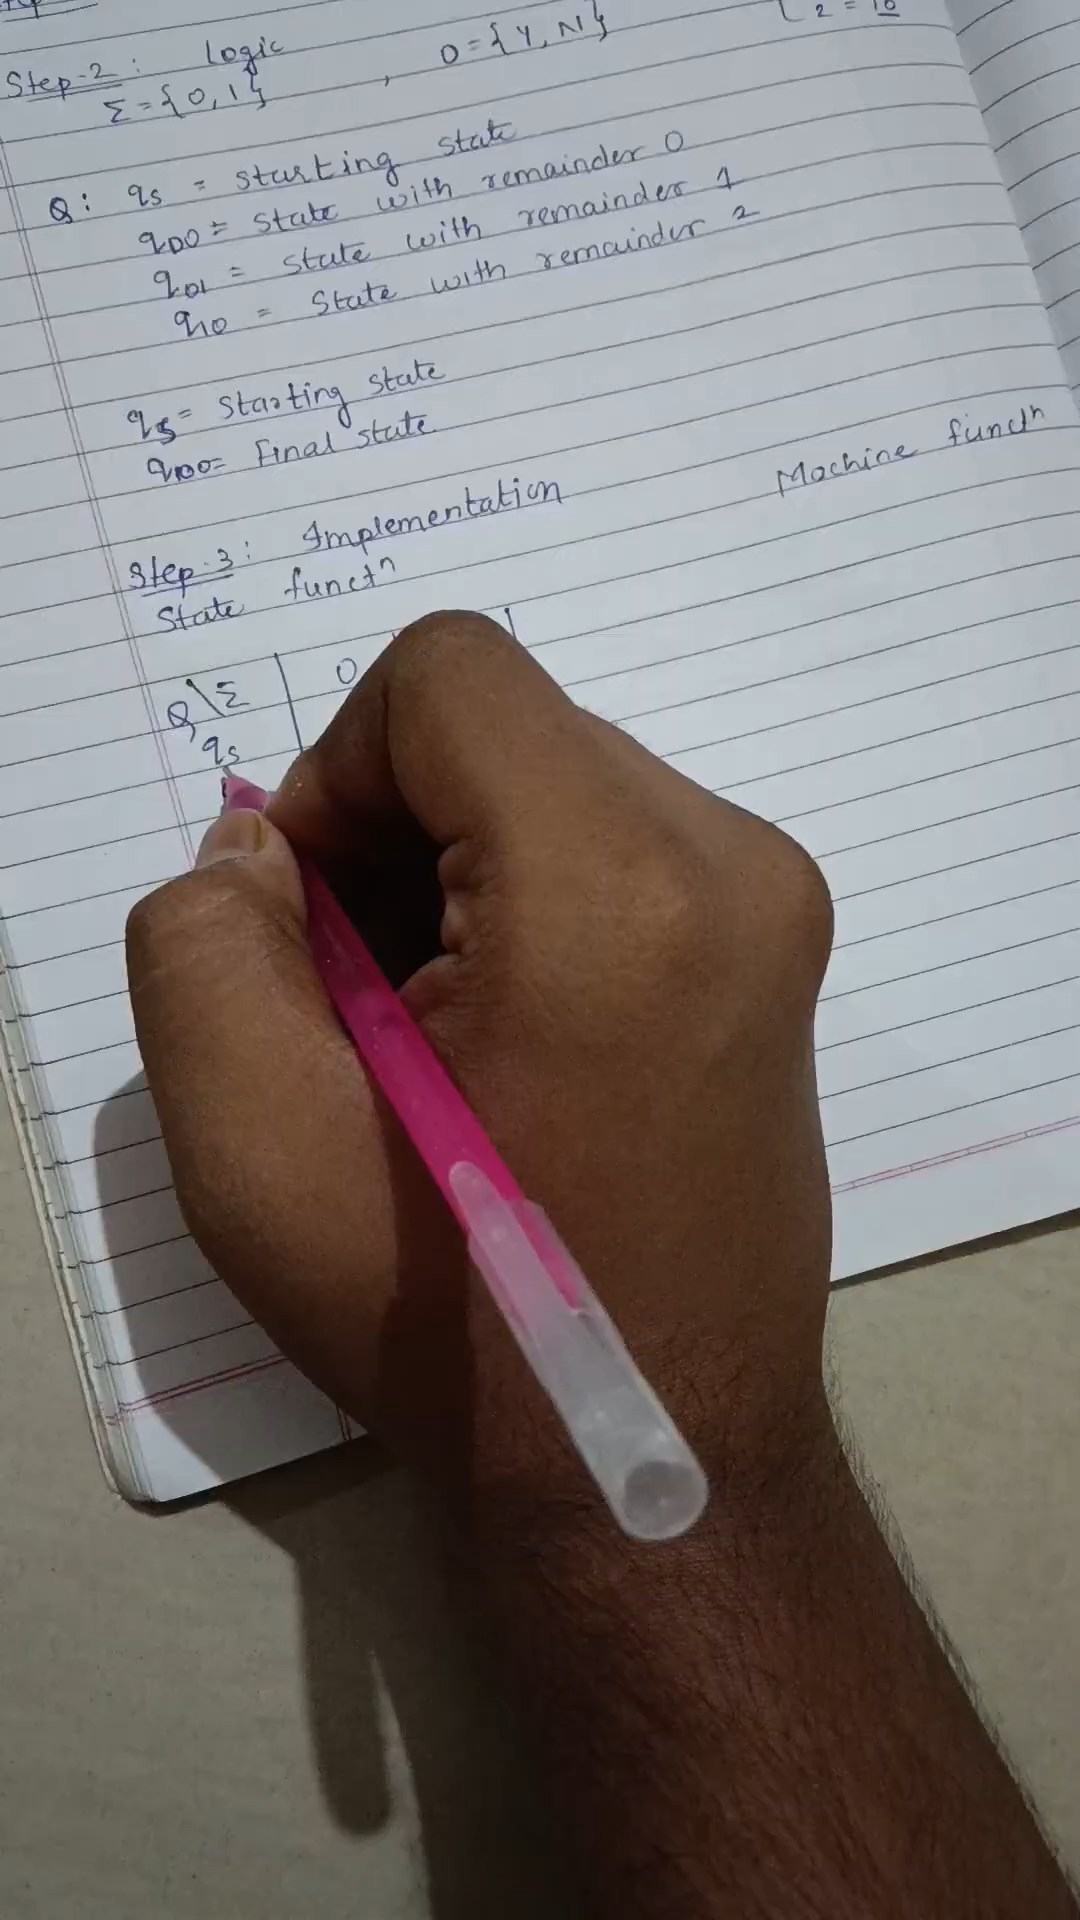 Step-2 : Logic
Σ = {0,1} , O = {Y, N}
2 = 10
Q : qs = starting state
q00 = state with remainder 0
q01 = state with remainder 1
q10 = State with remainder 2
qs = Starting state
q00 = Final state
Step-3 : Implementation
State functⁿ Machine functⁿ
Q\Σ 0
qs